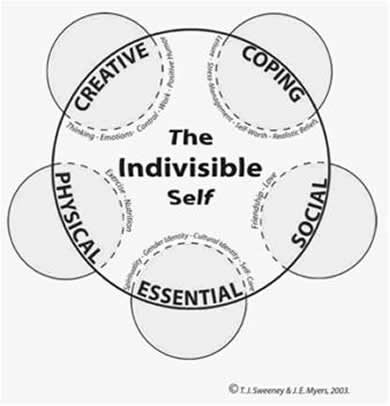 CREATIVE
Thinking - Emotions- Control - Work - Positive Humor
COPING
Leisure - Stress Management - Self Worth - Realistic Beliefs
The
Indivisible
Self
PHYSICAL
Exercise - Nutrition
SOCIAL
Friendship - Love
Spirituality - Gender Identity - Cultural Identity - Self - Care
ESSENTIAL
© T.J. Sweeney & J.E. Myers, 2003.